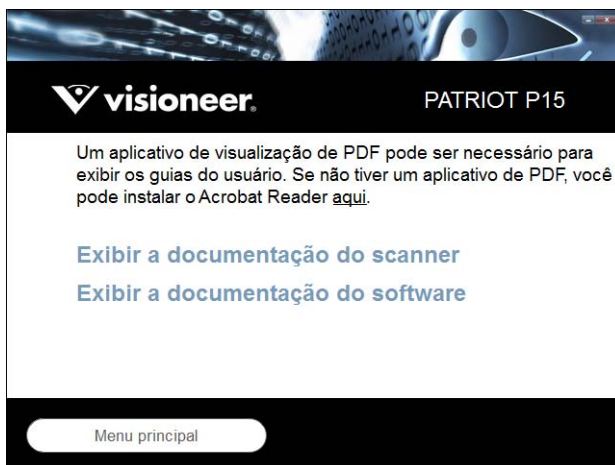 visioneer.
PATRIOT P15
Um aplicativo de visualização de PDF pode ser necessário para
exibir os guias do usuário. Se não tiver um aplicativo de PDF, você
pode instalar o Acrobat Reader aqui.
Exibir a documentação do scanner
Exibir a documentação do software
Menu principal